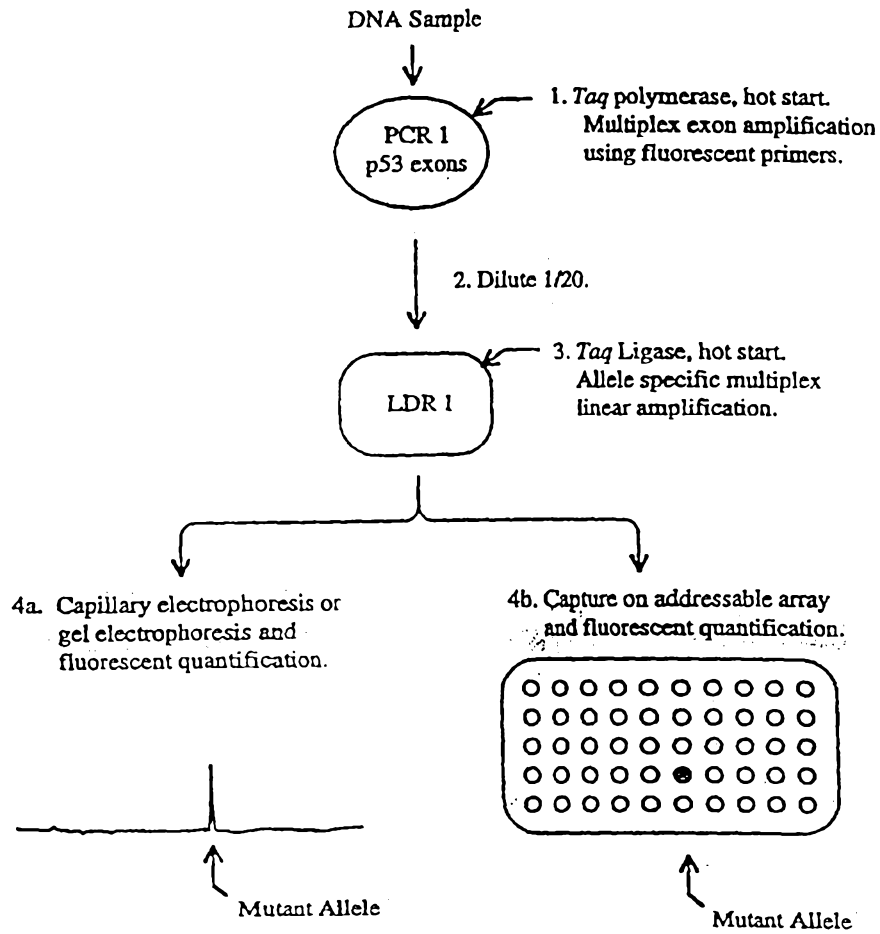 DNA Sample
1. Taq polymerase, hot start.
Multiplex exon amplification
using fluorescent primers.
PCR 1
p53 exons
2. Dilute 1/20.
3. Taq Ligase, hot start.
Allele specific multiplex
linear amplification.
LDR 1
4a. Capillary electrophoresis or
gel electrophoresis and
fluorescent quantification.
4b. Capture on addressable array
and fluorescent quantification.
Mutant Allele
Mutant Allele